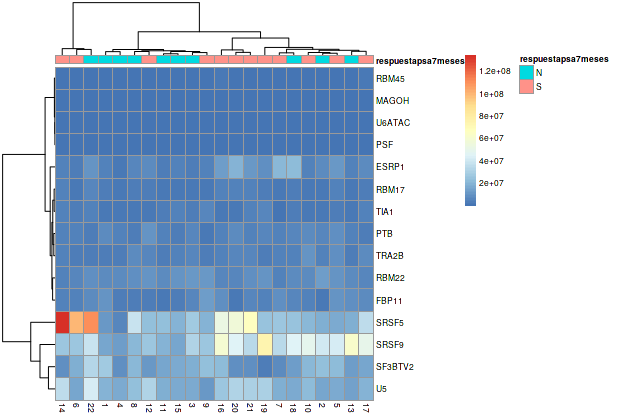 respuestapsa7meses
RBM45
MAGOH
U6ATAC
PSF
ESRP1
RBM17
TIA1
PTB
TRA2B
RBM22
FBP11
SRSF5
SRSF9
SF3BTV2
U5
14 6 22 1 4 8 12 11 15 3 9 16 20 21 19 7 18 10 2 5 13 17
1.2e+08
1e+08
8e+07
6e+07
4e+07
2e+07
respuestapsa7meses
N
S